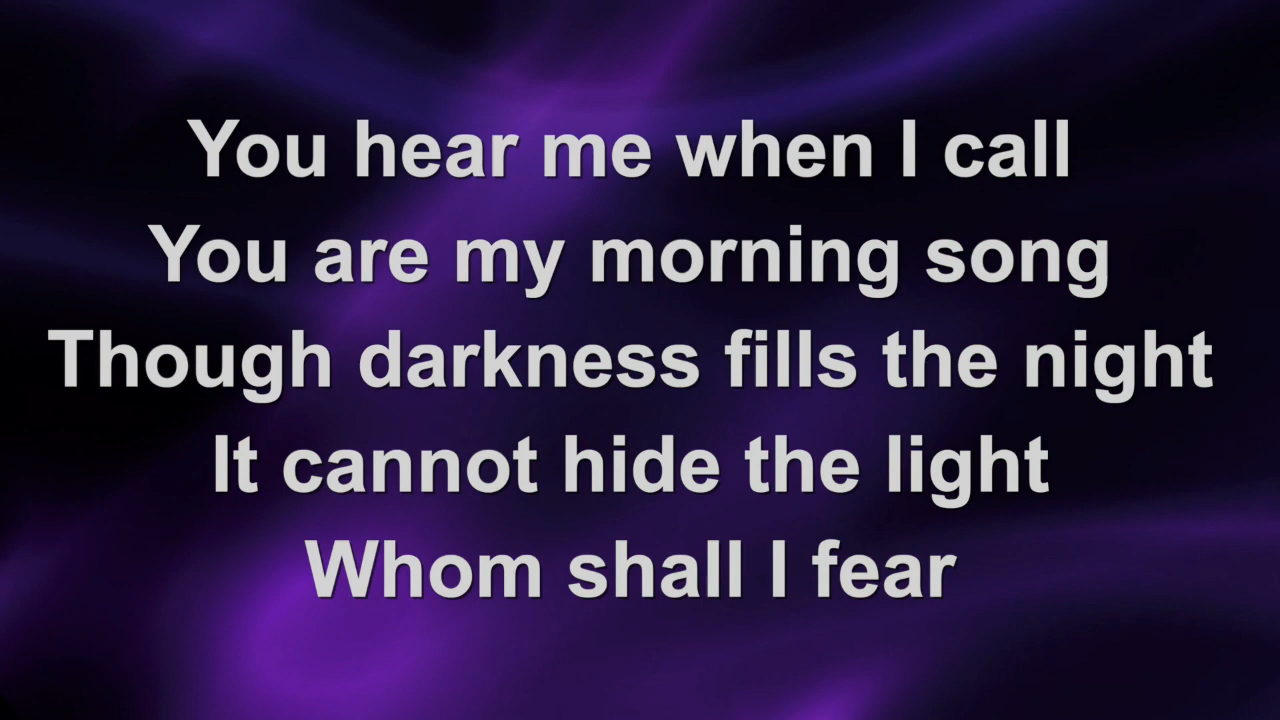 You hear me when I call
You are my morning song
Though darkness fills the night
It cannot hide the light
Whom shall I fear